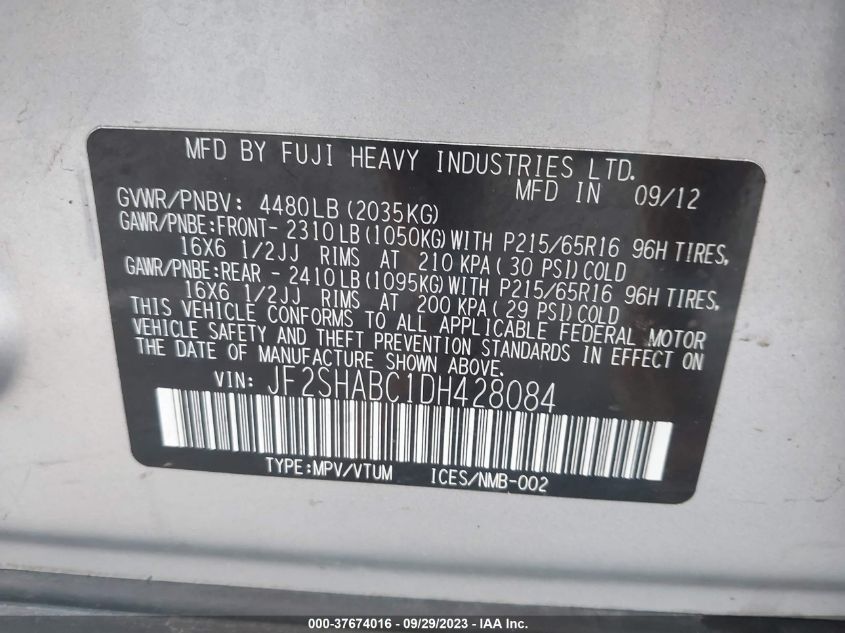 MFD BY FUJI HEAVY INDUSTRIES LTD.
MFD IN 09/12
GVWR/PNBV: 4480LB (2035KG)
GAWR/PNBE:FRONT- 2310LB(1050KG)WITH P215/65R16 96H TIRES,
16X6 1/2JJ RIMS AT 210 KPA( 30 PSI)COLD
GAWR/PNBE:REAR - 2410LB(1095KG)WITH P215/65R16 96H TIRES,
16X6 1/2JJ RIMS AT 200 KPA( 29 PSI)COLD
THIS VEHICLE CONFORMS TO ALL APPLICABLE FEDERAL MOTOR
VEHICLE SAFETY AND THEFT PREVENTION STANDARDS IN EFFECT ON
THE DATE OF MANUFACTURE SHOWN ABOVE.
VIN: JF2SHABC1DH428084
TYPE:MPV/VTUM ICES/NMB-002
000-37674016 - 09/29/2023 - IAA Inc.